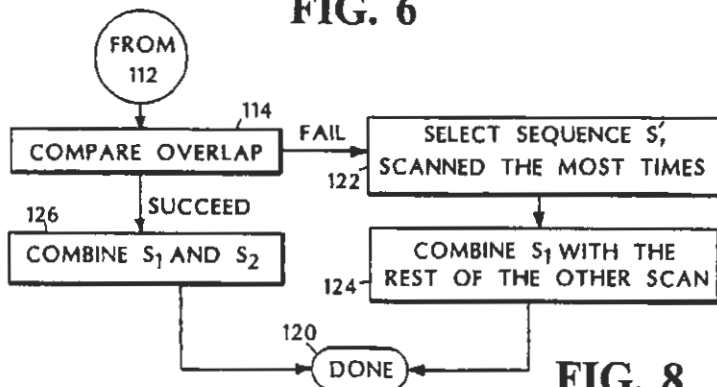 FIG. 6
FROM
112
114
COMPARE OVERLAP
FAIL
SELECT SEQUENCE S′,
SCANNED THE MOST TIMES
122
SUCCEED
126
COMBINE S₁ AND S₂
COMBINE S₁ WITH THE
REST OF THE OTHER SCAN
124
120
DONE
FIG. 8